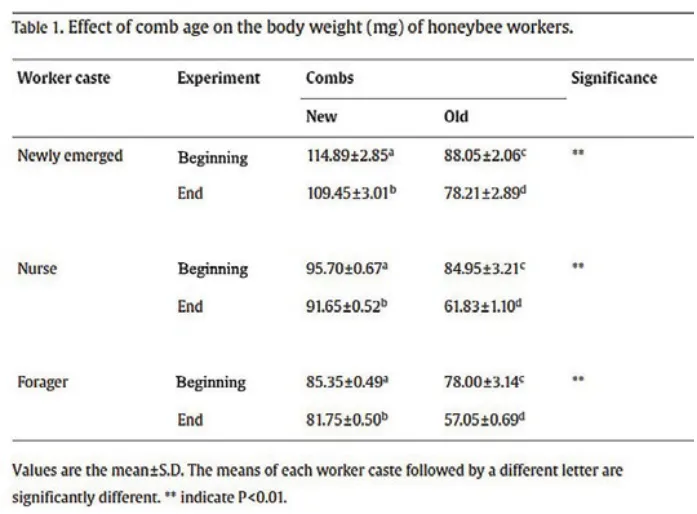 Table 1. Effect of comb age on the body weight (mg) of honeybee workers.
Worker caste Experiment Combs Significance
New Old
Newly emerged Beginning 114.89±2.85ᵃ 88.05±2.06ᶜ **
End 109.45±3.01ᵇ 78.21±2.89ᵈ
Nurse Beginning 95.70±0.67ᵃ 84.95±3.21ᶜ **
End 91.65±0.52ᵇ 61.83±1.10ᵈ
Forager Beginning 85.35±0.49ᵃ 78.00±3.14ᶜ **
End 81.75±0.50ᵇ 57.05±0.69ᵈ
Values are the mean±S.D. The means of each worker caste followed by a different letter are
significantly different. ** indicate P<0.01.